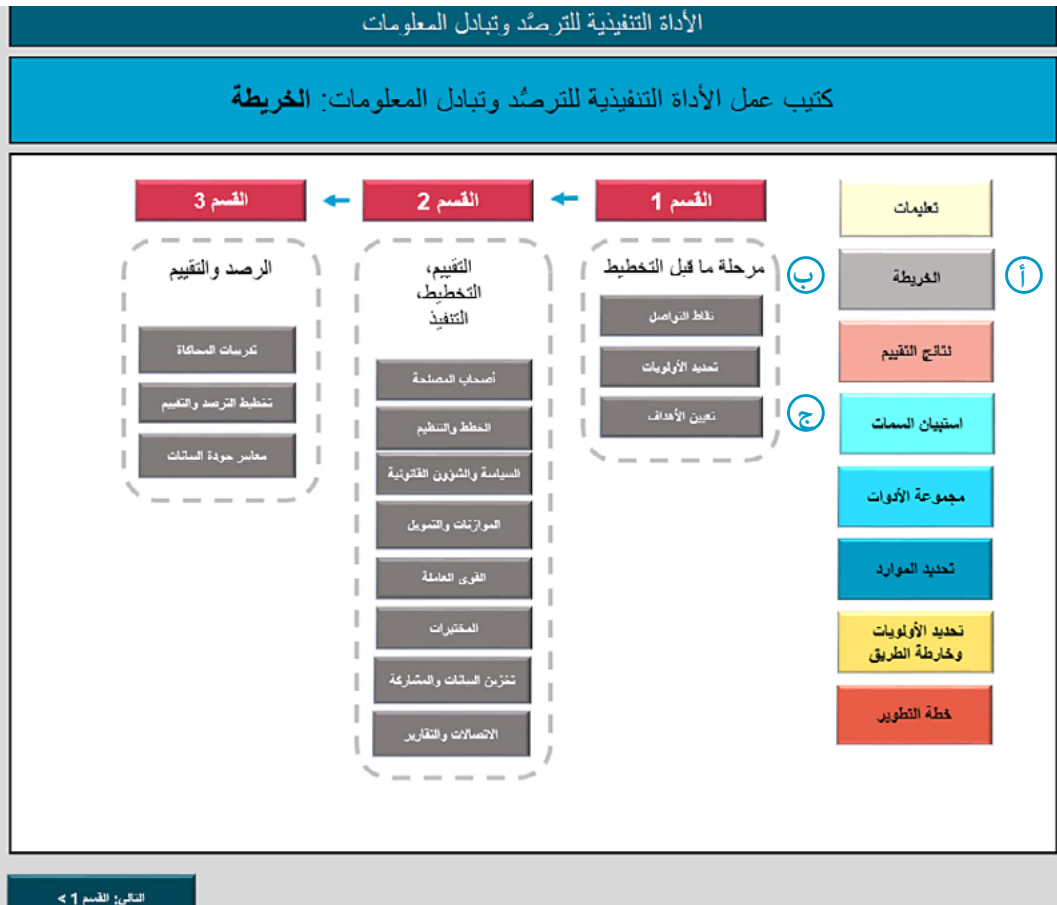 الأداة التنفيذية للترصُّد وتبادل المعلومات
كتيب عمل الأداة التنفيذية للترصُّد وتبادل المعلومات: الخريطة
تعليمات
أ
الخريطة
نتائج التقييم
استبيان السمات
مجموعة الأدوات
تحديد الموارد
تحديد الأولويات
وخارطة الطريق
خطة التطوير
القسم 1
ب
مرحلة ما قبل التخطيط
نقاط التواصل
تحديد الأولويات
ج
تعيين الأهداف
القسم 2
التقييم،
التخطيط،
التنفيذ
أصحاب المصلحة
الخطط والتنظيم
السياسة والشؤون القانونية
الموازنات والتمويل
القوى العاملة
المختبرات
تخزين البيانات والمشاركة
الاتصالات والتقارير
القسم 3
الرصد والتقييم
تدريبات المحاكاة
تخطيط الترصد والتقييم
معايير جودة البيانات
التالي: القسم 1 >